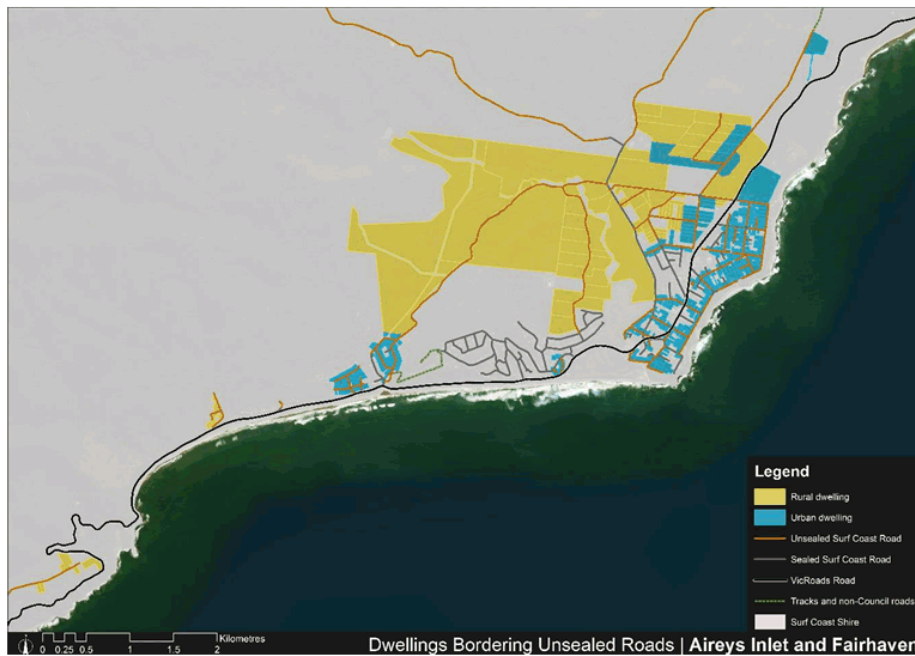 Legend
Rural dwelling
Urban dwelling
Unsealed Surf Coast Road
Sealed Surf Coast Road
VicRoads Road
Tracks and non-Council roads
Surf Coast Shire
Kilometres
0 0.25 0.5 1 1.5 2
Dwellings Bordering Unsealed Roads | Aireys Inlet and Fairhaven